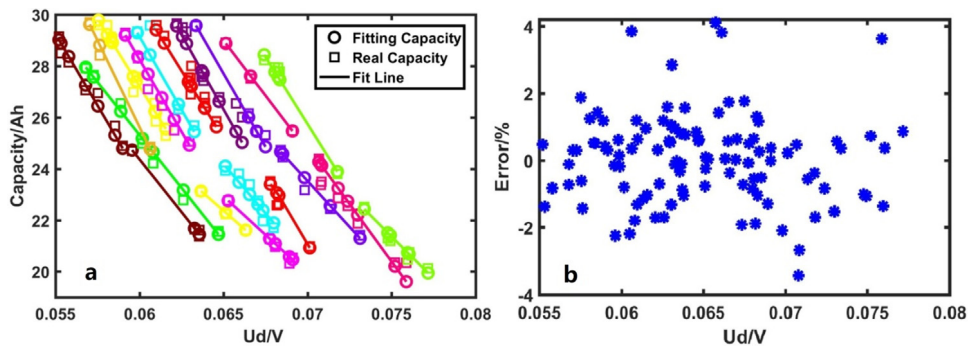 30
28
26
24
22
20
Capacity/Ah
Fitting Capacity
Real Capacity
Fit Line
a
0.055 0.06 0.065 0.07 0.075 0.08
Ud/V
4
2
0
-2
-4
Error/%
b
0.055 0.06 0.065 0.07 0.075 0.08
Ud/V